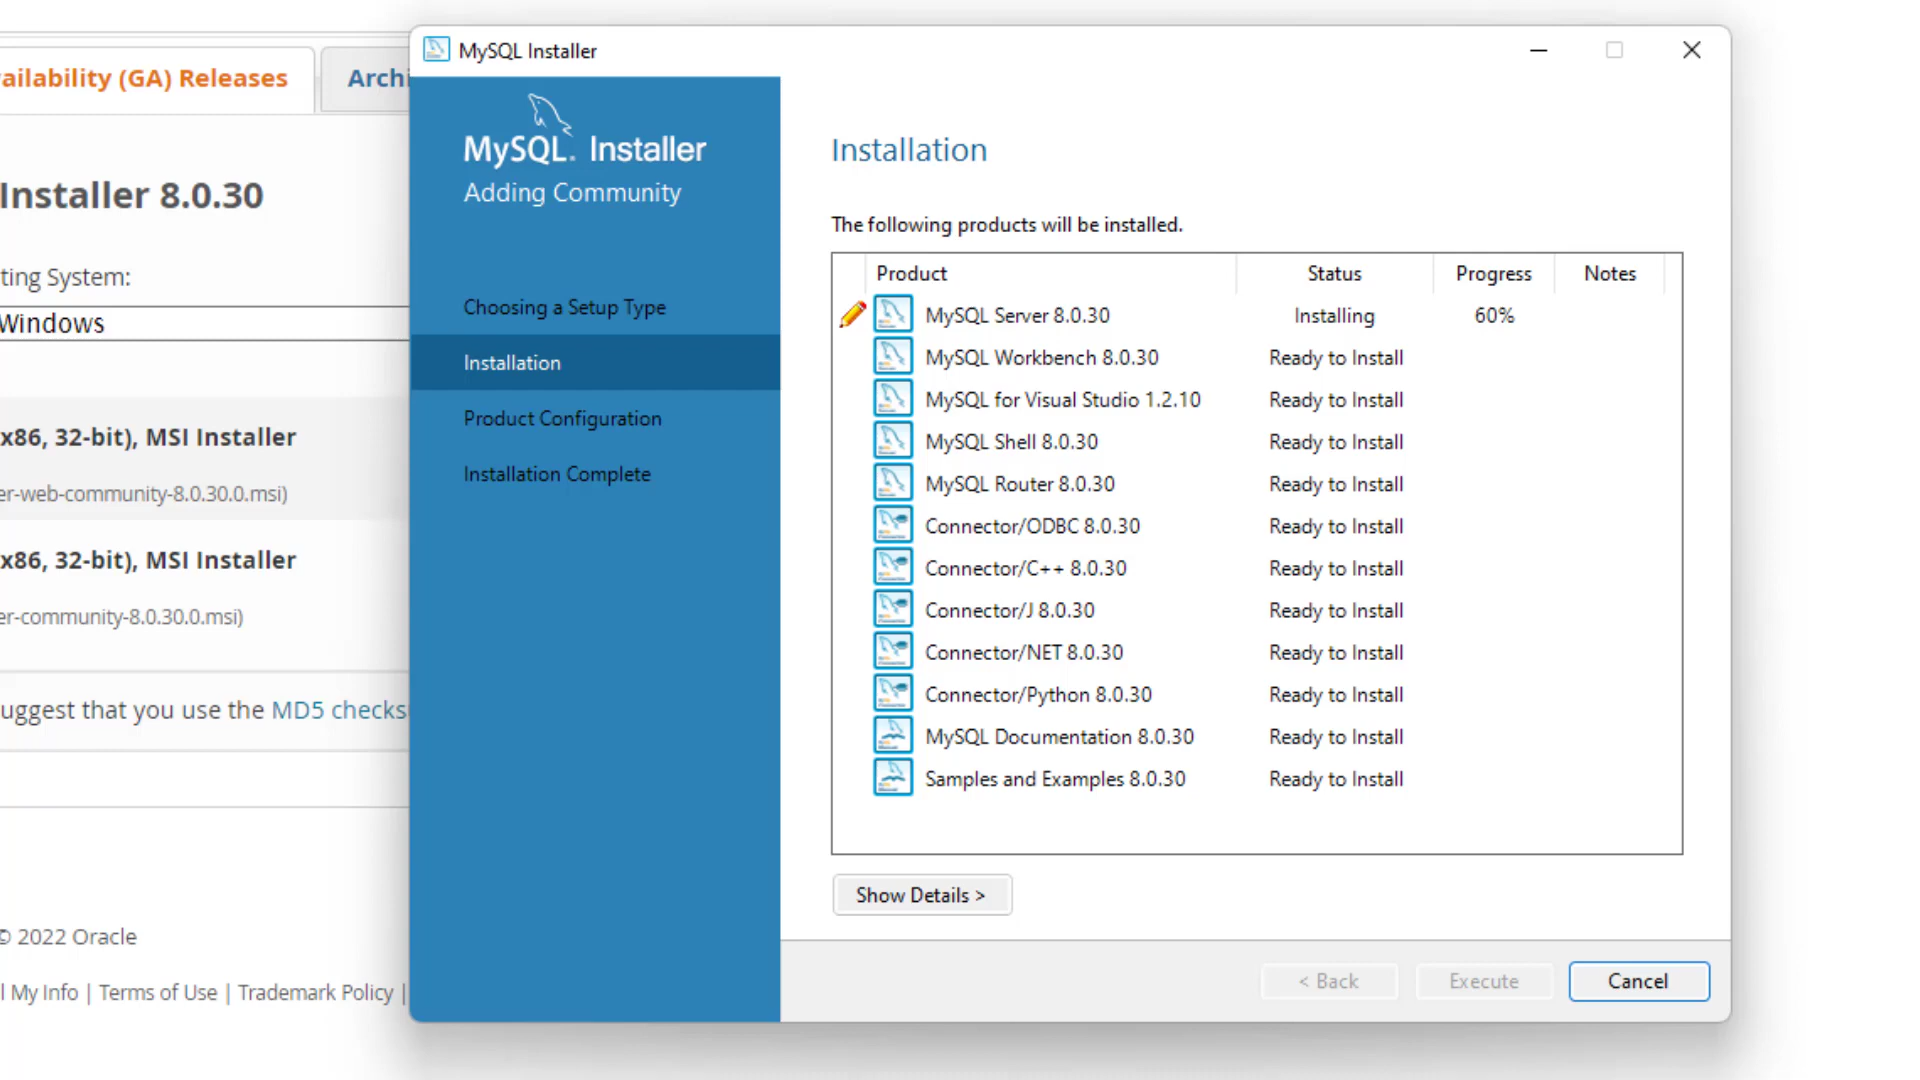 ailability (GA) Releases
Archi
Installer 8.0.30
ting System:
Windows
x86, 32-bit), MSI Installer
er-web-community-8.0.30.0.msi)
x86, 32-bit), MSI Installer
er-community-8.0.30.0.msi)
uggest that you use the MD5 checks
© 2022 Oracle
My Info | Terms of Use | Trademark Policy |
MySQL Installer
MySQL. Installer
Adding Community
Choosing a Setup Type
Installation
Product Configuration
Installation Complete
Installation
The following products will be installed.
Product Status Progress Notes
MySQL Server 8.0.30 Installing 60%
MySQL Workbench 8.0.30 Ready to Install
MySQL for Visual Studio 1.2.10 Ready to Install
MySQL Shell 8.0.30 Ready to Install
MySQL Router 8.0.30 Ready to Install
Connector/ODBC 8.0.30 Ready to Install
Connector/C++ 8.0.30 Ready to Install
Connector/J 8.0.30 Ready to Install
Connector/NET 8.0.30 Ready to Install
Connector/Python 8.0.30 Ready to Install
MySQL Documentation 8.0.30 Ready to Install
Samples and Examples 8.0.30 Ready to Install
Show Details >
< Back Execute Cancel